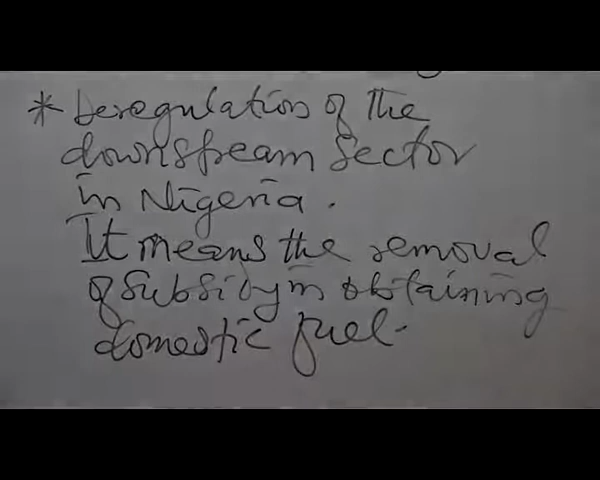 * Deregulation of the
downstream sector
in Nigeria.
It means the removal
of subsidy in obtaining
domestic fuel.